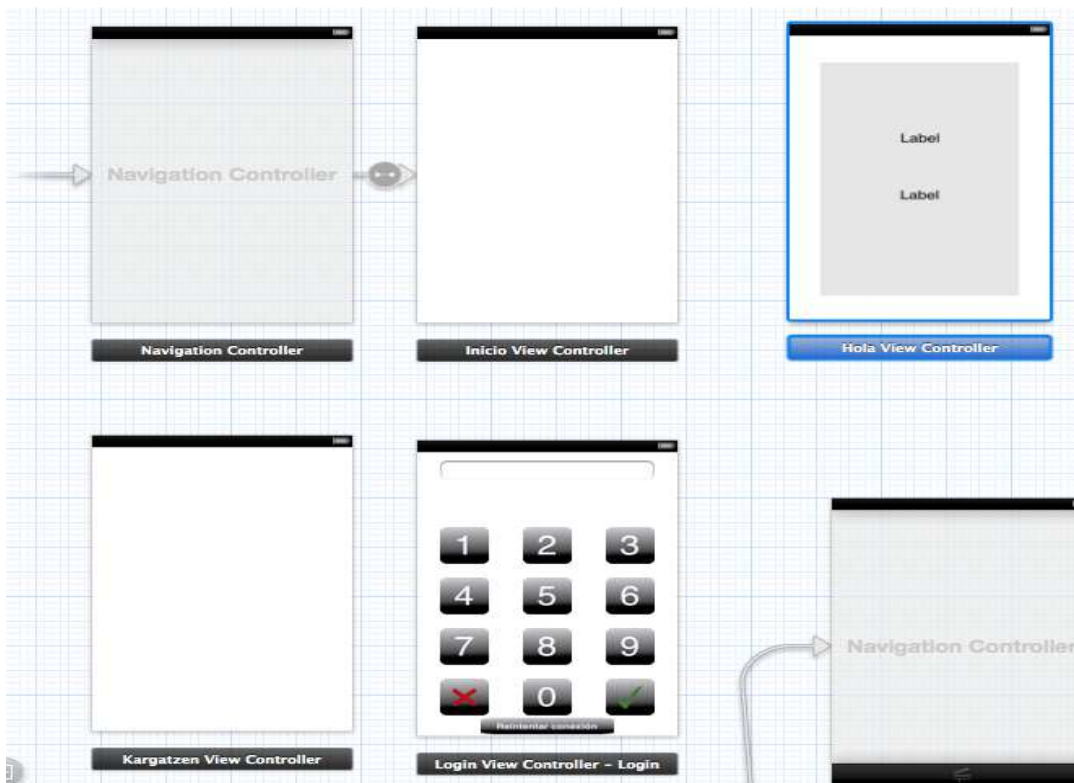 Navigation Controller
Navigation Controller
Inicio View Controller
Label
Label
Hola View Controller
Kargatzen View Controller
1 2 3
4 5 6
7 8 9
0
Reintentar conexión
Login View Controller – Login
Navigation Controller